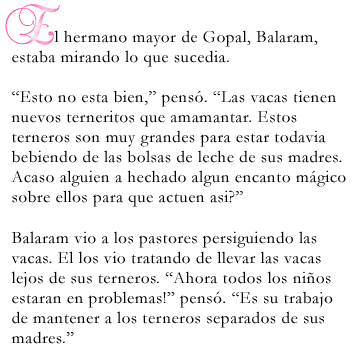 El hermano mayor de Gopal, Balaram,
estaba mirando lo que sucedia.
“Esto no esta bien,” pensó. “Las vacas tienen
nuevos terneritos que amamantar. Estos
terneros son muy grandes para estar todavia
bebiendo de las bolsas de leche de sus madres.
Acaso alguien a hechado algun encanto mágico
sobre ellos para que actuen asi?”
Balaram vio a los pastores persiguiendo las
vacas. El los vio tratando de llevar las vacas
lejos de sus terneros. “Ahora todos los niños
estaran en problemas!” pensó. “Es su trabajo
de mantener a los terneros separados de sus
madres.”